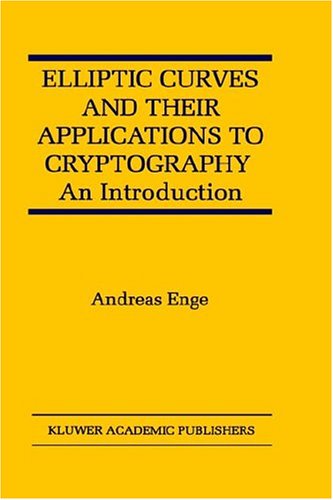 ELLIPTIC CURVES
AND THEIR
APPLICATIONS TO
CRYPTOGRAPHY
An Introduction
Andreas Enge
KLUWER ACADEMIC PUBLISHERS